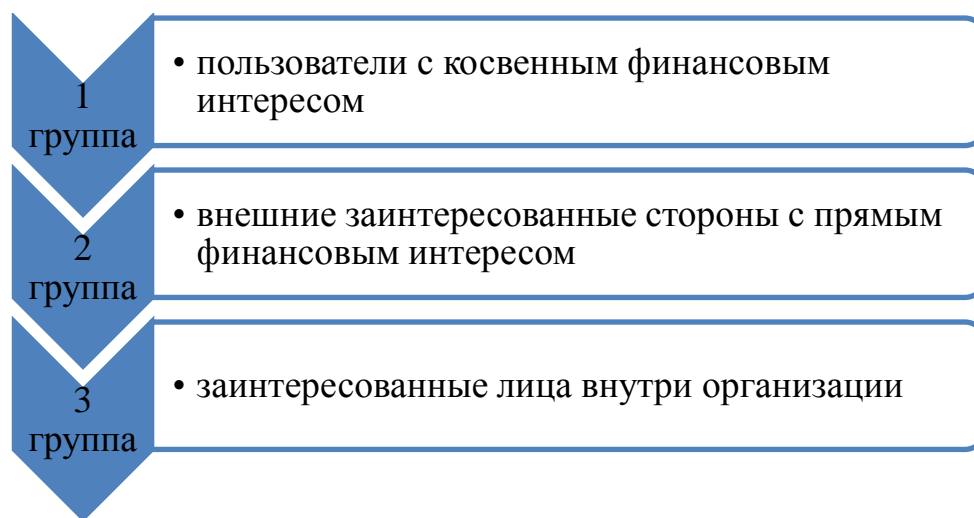 1
группа
• пользователи с косвенным финансовым
интересом
2
группа
• внешние заинтересованные стороны с прямым
финансовым интересом
3
группа
• заинтересованные лица внутри организации